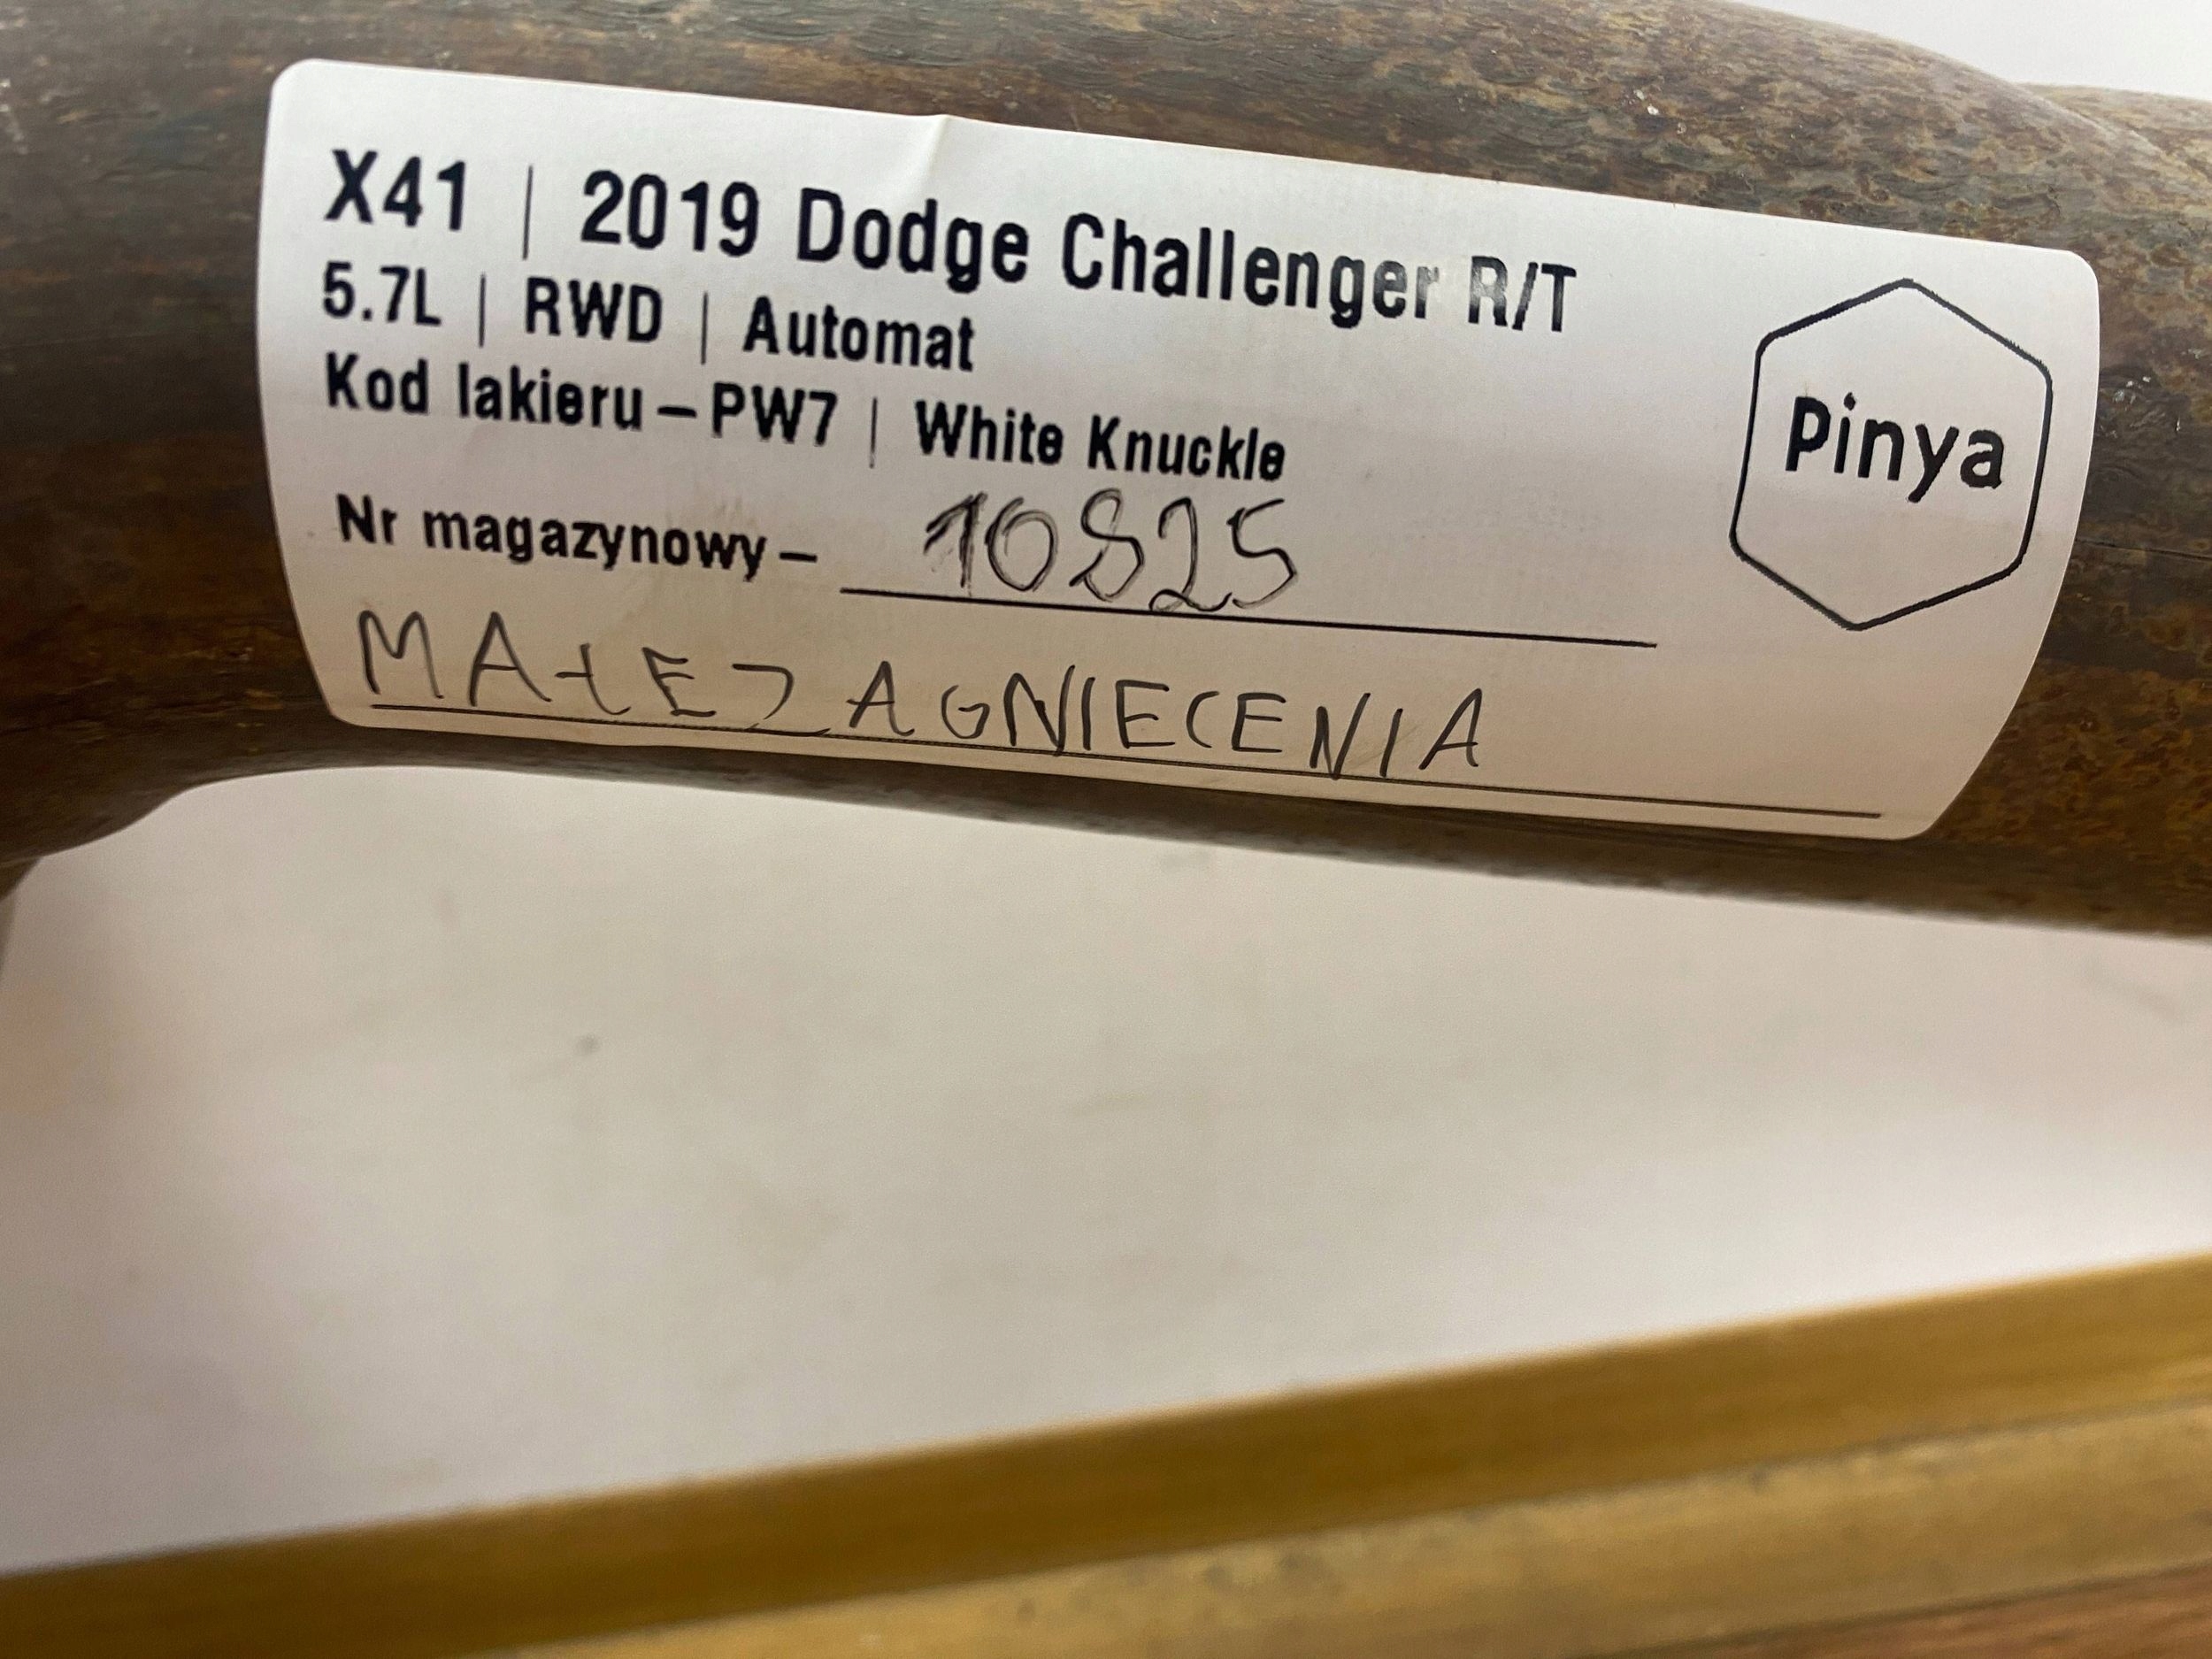 X41 | 2019 Dodge Challenger R/T
5.7L | RWD | Automat
Kod lakieru – PW7 | White Knuckle
Nr magazynowy – 10825
MAŁE ZAGNIECENIA
Pinya